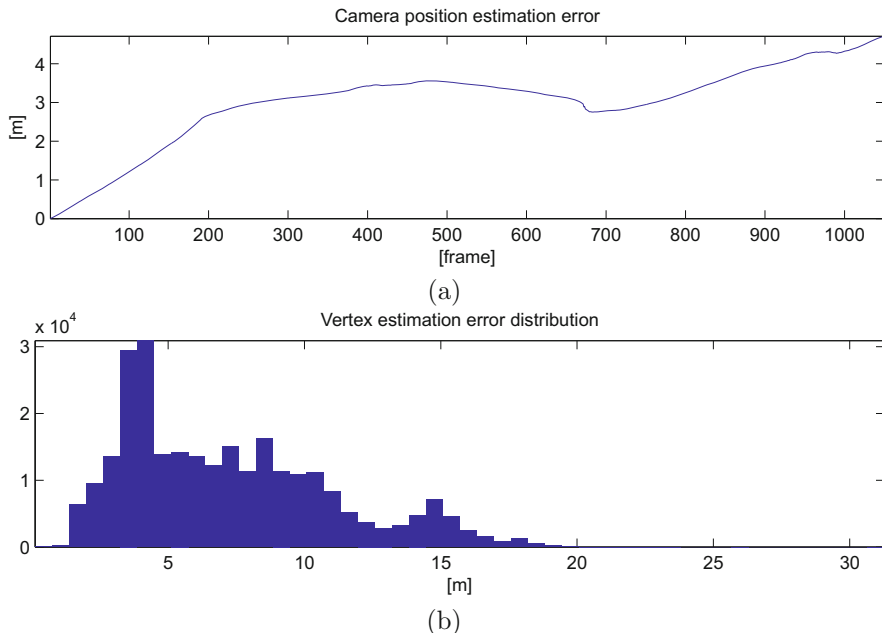 Camera position estimation error
4
3
2
1
0
[m]
100 200 300 400 500 600 700 800 900 1000
[frame]
(a)
x 10^4
Vertex estimation error distribution
3
2
1
0
5 10 15 20 25 30
[m]
(b)